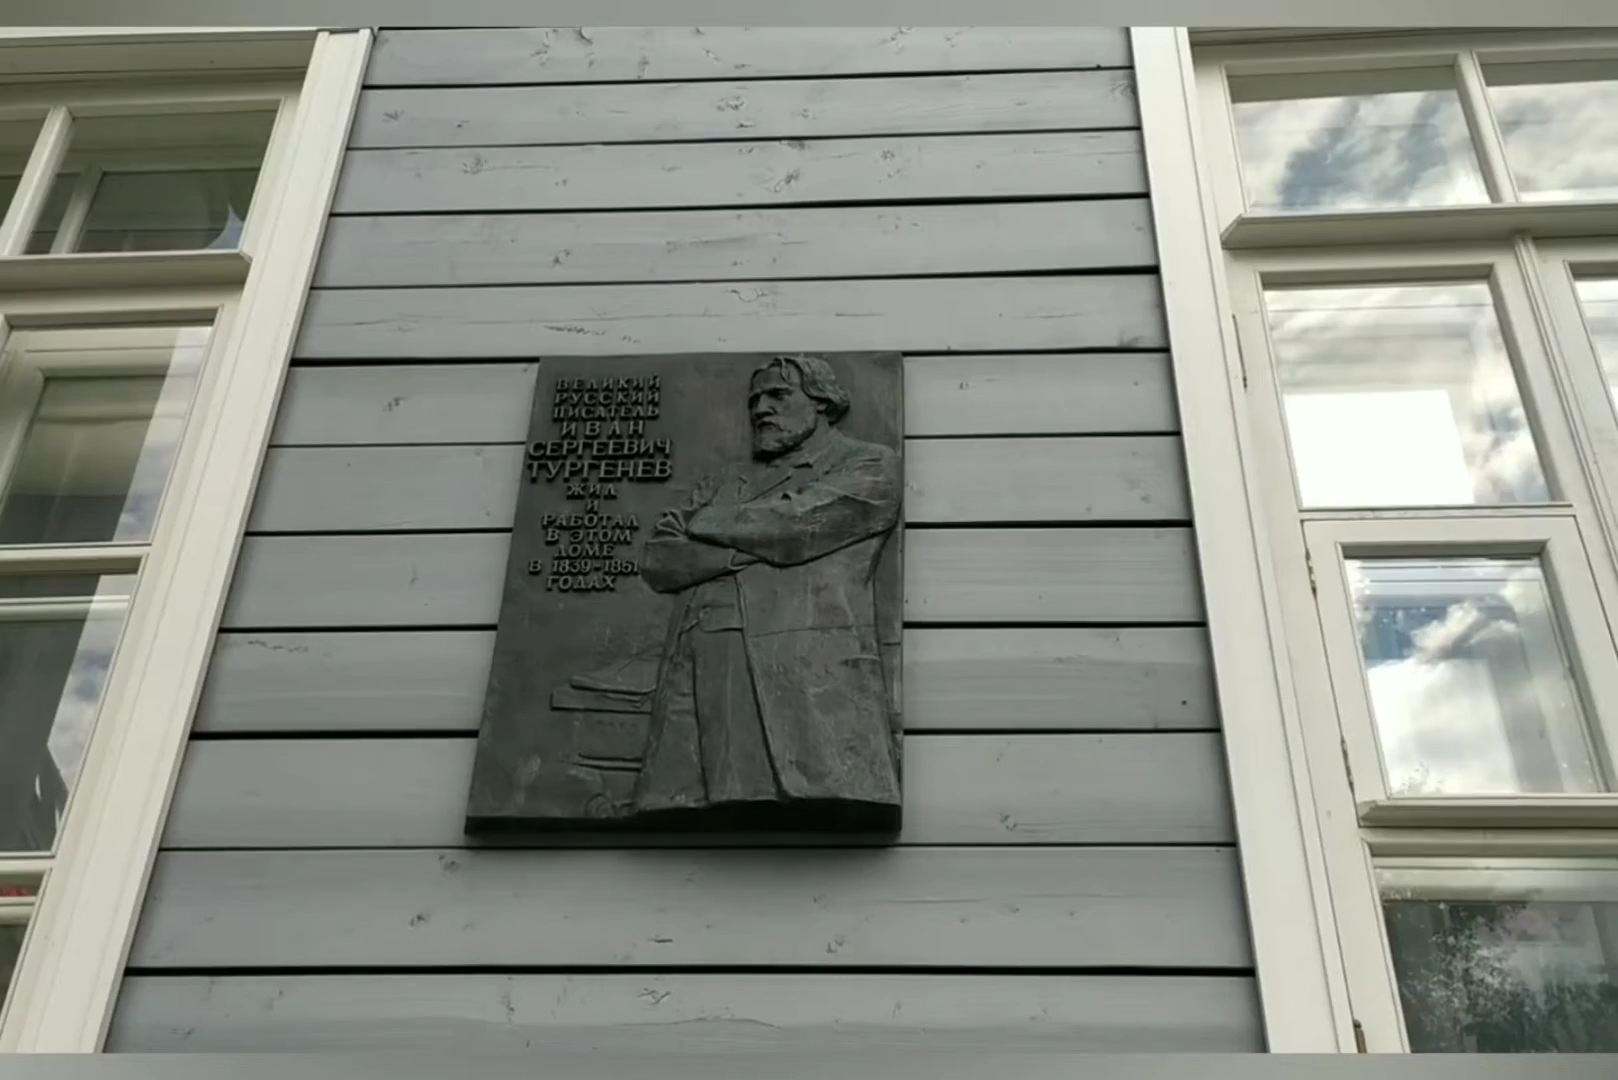 ВЕЛИКИЙ
РУССКИЙ
ПИСАТЕЛЬ
ИВАН
СЕРГЕЕВИЧ
ТУРГЕНЕВ
ЖИЛ
И
РАБОТАЛ
В ЭТОМ
ДОМЕ
В 1839-1851
ГОДАХ